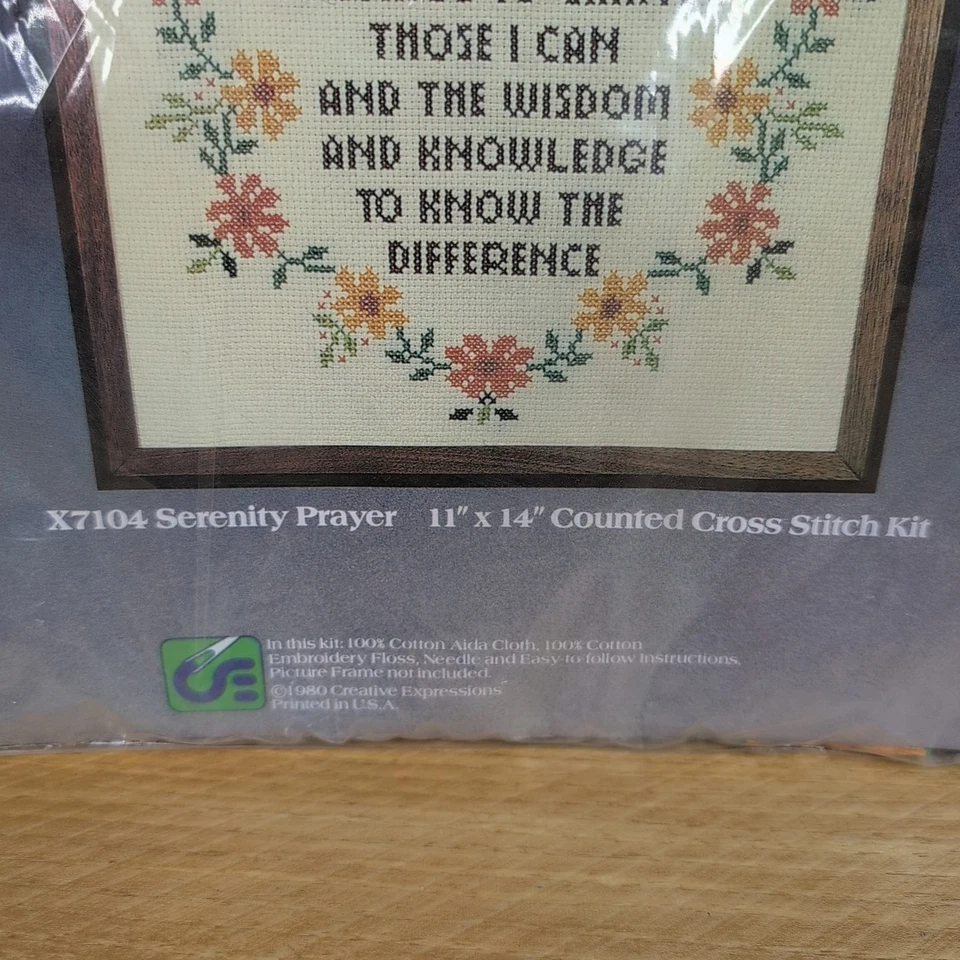 THOSE I CAN
AND THE WISDOM
AND KNOWLEDGE
TO KNOW THE
DIFFERENCE
X7104 Serenity Prayer 11" x 14" Counted Cross Stitch Kit
In this kit: 100% Cotton Aida Cloth, 100% Cotton
Embroidery Floss, Needle and Easy-to-follow Instructions.
Picture Frame not included.
©1980 Creative Expressions
Printed in U.S.A.